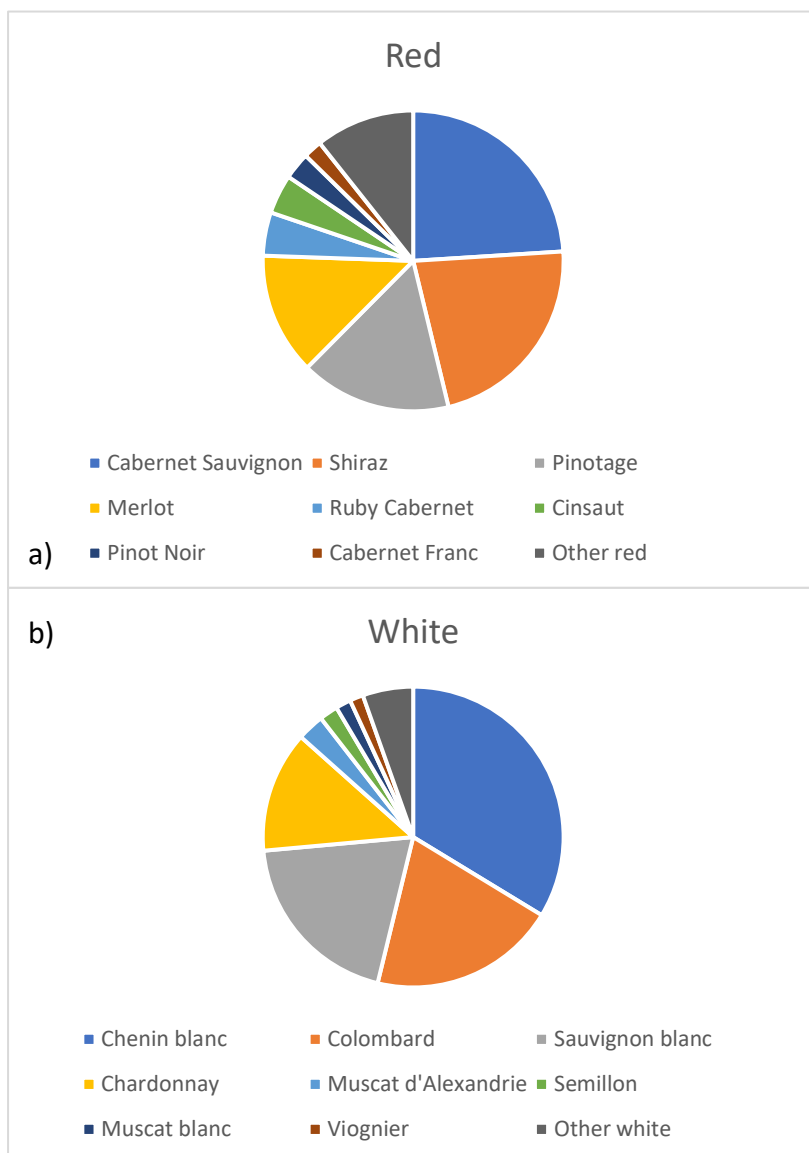 Red
Cabernet Sauvignon Shiraz Pinotage
Merlot Ruby Cabernet Cinsaut
a) Pinot Noir Cabernet Franc Other red
b) White
Chenin blanc Colombard Sauvignon blanc
Chardonnay Muscat d'Alexandrie Semillon
Muscat blanc Viognier Other white